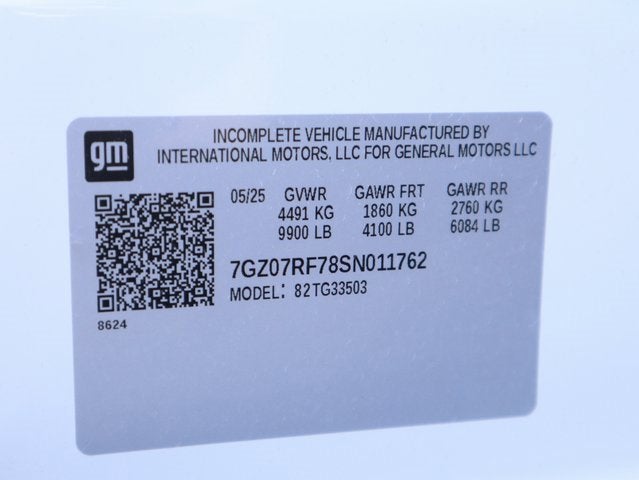 gm
INCOMPLETE VEHICLE MANUFACTURED BY
INTERNATIONAL MOTORS, LLC FOR GENERAL MOTORS LLC
05/25 GVWR GAWR FRT GAWR RR
4491 KG 1860 KG 2760 KG
9900 LB 4100 LB 6084 LB
7GZ07RF78SN011762
MODEL: 82TG33503
8624